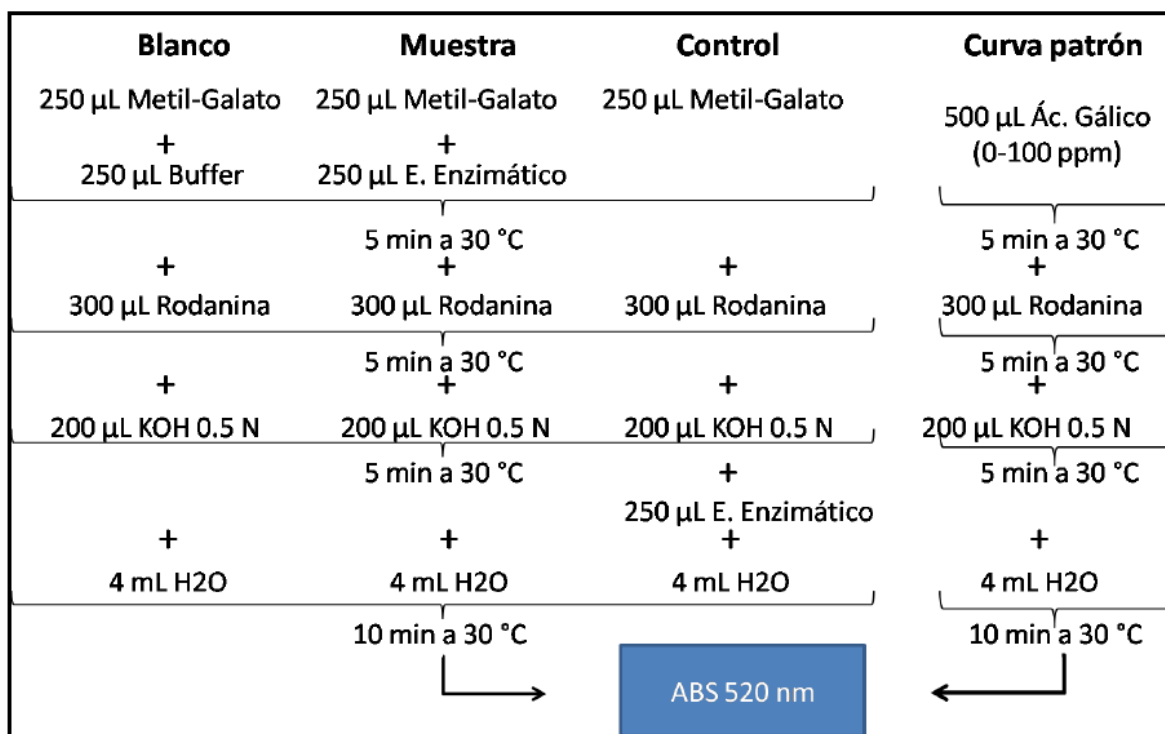 Blanco Muestra Control Curva patrón
250 µL Metil-Galato 250 µL Metil-Galato 250 µL Metil-Galato 500 µL Ác. Gálico
+ + (0-100 ppm)
250 µL Buffer 250 µL E. Enzimático
5 min a 30 °C 5 min a 30 °C
+ + + +
300 µL Rodanina 300 µL Rodanina 300 µL Rodanina 300 µL Rodanina
5 min a 30 °C 5 min a 30 °C
+ + + +
200 µL KOH 0.5 N 200 µL KOH 0.5 N 200 µL KOH 0.5 N 200 µL KOH 0.5 N
5 min a 30 °C + 5 min a 30 °C
250 µL E. Enzimático
+ + + +
4 mL H2O 4 mL H2O 4 mL H2O 4 mL H2O
10 min a 30 °C 10 min a 30 °C
ABS 520 nm